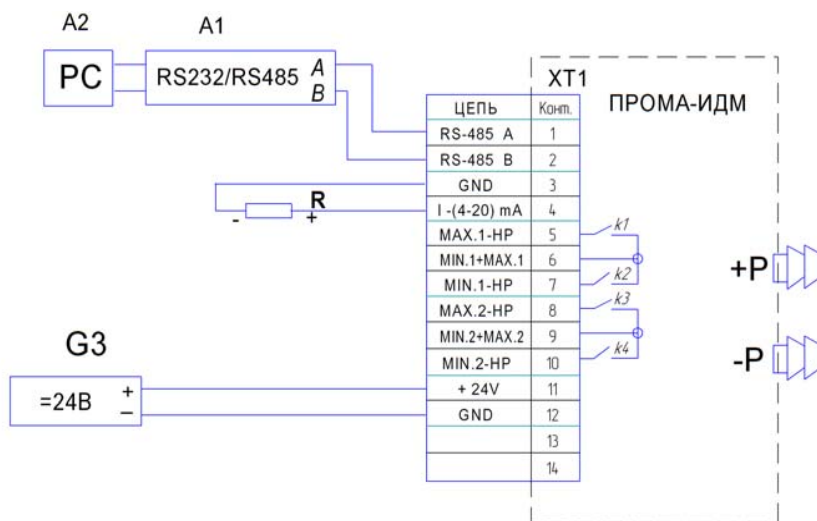 A2
A1
PC
RS232/RS485 A
B
XT1
ПРОМА-ИДМ
ЦЕПЬ Конт.
RS-485 A 1
RS-485 B 2
GND 3
I -(4-20) mA 4
MAX.1-HP 5
MIN.1+MAX.1 6
MIN.1-HP 7
MAX.2-HP 8
MIN.2+MAX.2 9
MIN.2-HP 10
+ 24V 11
GND 12
13
14
R
- +
k1
k2
k3
k4
+P
-P
G3
=24В + –